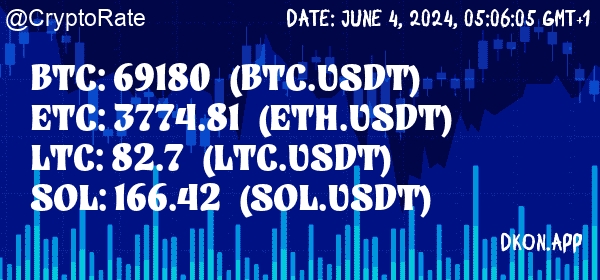 @CryptoRate
DATE: JUNE 4, 2024, 05:06:05 GMT+1
BTC: 69180 (BTC.USDT)
ETC: 3774.81 (ETH.USDT)
LTC: 82.7 (LTC.USDT)
SOL: 166.42 (SOL.USDT)
DKON.APP